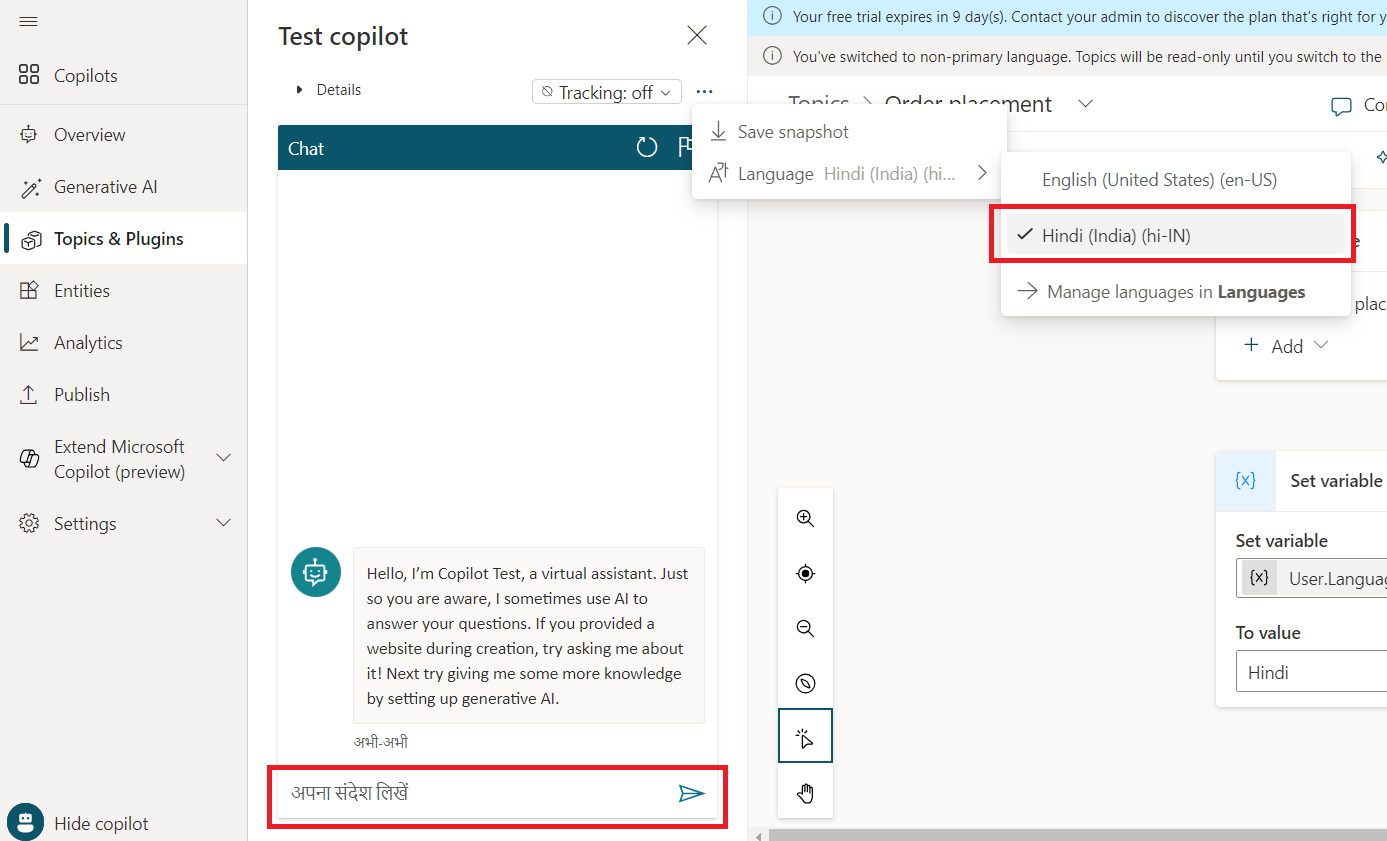 Copilots
Overview
Generative AI
Topics & Plugins
Entities
Analytics
Publish
Extend Microsoft
Copilot (preview)
Settings
Hide copilot
Test copilot
Details
Tracking: off
Chat
Hello, I'm Copilot Test, a virtual assistant. Just
so you are aware, I sometimes use AI to
answer your questions. If you provided a
website during creation, try asking me about
it! Next try giving me some more knowledge
by setting up generative AI.
अभी-अभी
अपना संदेश लिखें
Your free trial expires in 9 day(s). Contact your admin to discover the plan that's right for y
You've switched to non-primary language. Topics will be read-only until you switch to the
Topics > Order placement
Save snapshot
Language Hindi (India) (hi...
English (United States) (en-US)
Hindi (India) (hi-IN)
Manage languages in Languages
Add
{x} Set variable
Set variable
{x} User.Languag
To value
Hindi